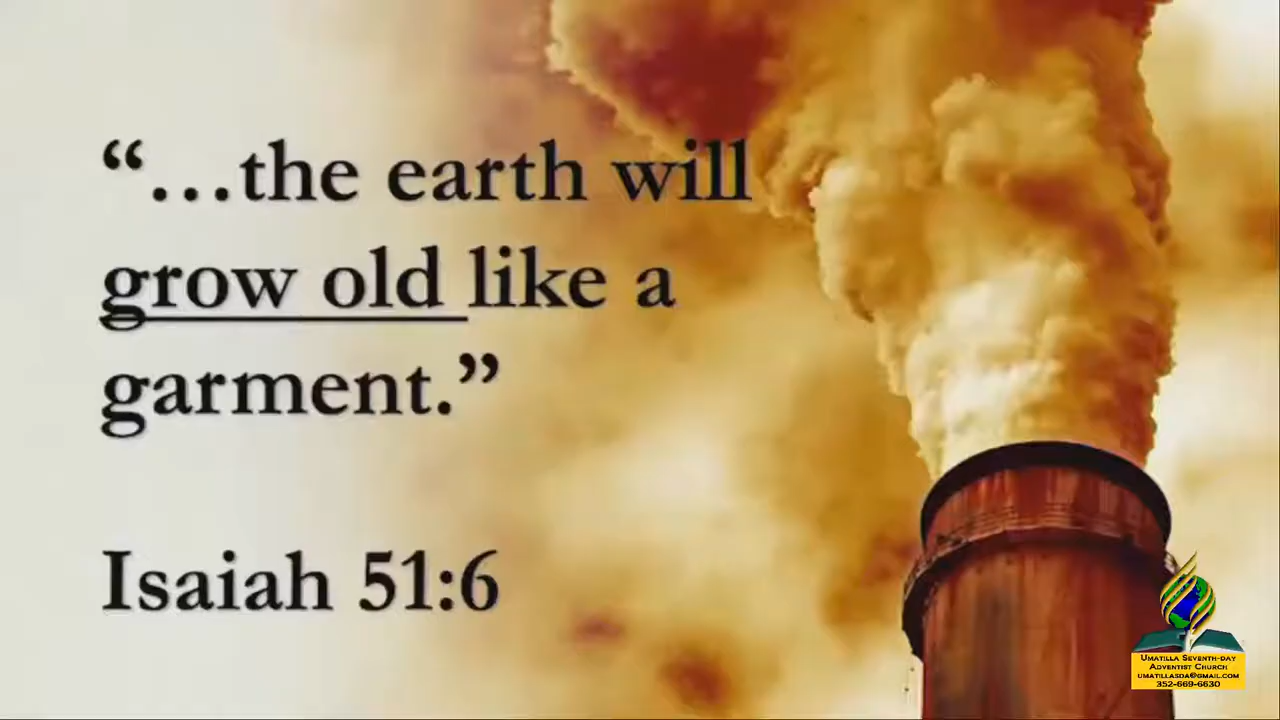 “…the earth will
grow old like a
garment.”
Isaiah 51:6
Umatilla Seventh-day
Adventist Church
umatillasda@gmail.com
352-669-6630